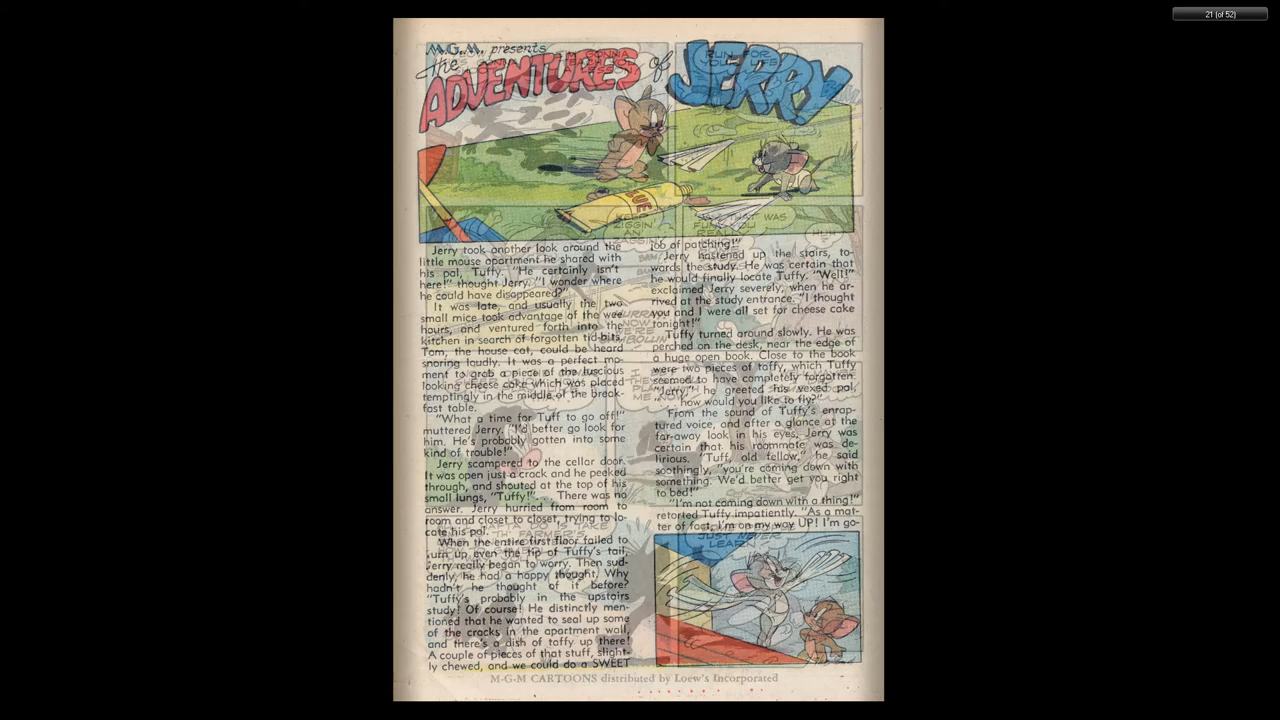 21 (of 52)
M.G.M. presents
the ADVENTURES of JERRY
GLUE
Jerry took another look around the
little mouse apartment he shared with
his pal, Tuffy. "He certainly isn't
here!" thought Jerry. "I wonder where
he could have disappeared?"
It was late, and usually the two
small mice took advantage of the wee
hours, and ventured forth into the
kitchen in search of forgotten tid-bits.
Tom, the house cat, could be heard
snoring loudly. It was a perfect mo-
ment to grab a piece of the luscious
looking cheese cake which was placed
temptingly in the middle of the break-
fast table.
"What a time for Tuff to go off!"
muttered Jerry. "I'd better go look for
him. He's probably gotten into some
kind of trouble!"
Jerry scampered to the cellar door.
It was open just a crack and he peaked
through, and shouted at the top of his
small lungs, "Tuffy!". . . There was no
answer. Jerry hurried from room to
room and closet to closet, trying to lo-
cate his pal.
When the entire first floor failed to
turn up even the tip of Tuffy's tail,
Jerry really began to worry. Then sud-
denly, he had a happy thought. Why
hadn't he thought of it before?
"Tuffy's probably in the upstairs
study! Of course! He distinctly men-
tioned that he wanted to seal up some
of the cracks in the apartment wall,
and there's a dish of taffy up there!
A couple of pieces of that stuff, slight-
ly chewed, and we could do a SWEET
job of patching!"
Jerry hastened up the stairs, to-
wards the study. He was certain that
he would finally locate Tuffy. "Well!"
exclaimed Jerry severely, when he ar-
rived at the study entrance. "I thought
you and I were all set for cheese cake
tonight!"
Tuffy turned around slowly. He was
perched on the desk, near the edge of
a huge open book. Close to the book
were two pieces of taffy, which Tuffy
seemed to have completely forgotten.
"Jerry," he greeted his vexed pal,
". . . how would you like to fly?"
From the sound of Tuffy's enrap-
tured voice, and after a glance at the
far-away look in his eyes, Jerry was
certain that his roommate was de-
lirious. "Tuff, old fellow," he said
soothingly, "you're coming down with
something. We'd better get you right
to bed!"
"I'm not coming down with a thing!"
retorted Tuffy impatiently. "As a mat-
ter of fact, I'm on my way UP! I'm go-
M-G-M CARTOONS distributed by Loew's Incorporated